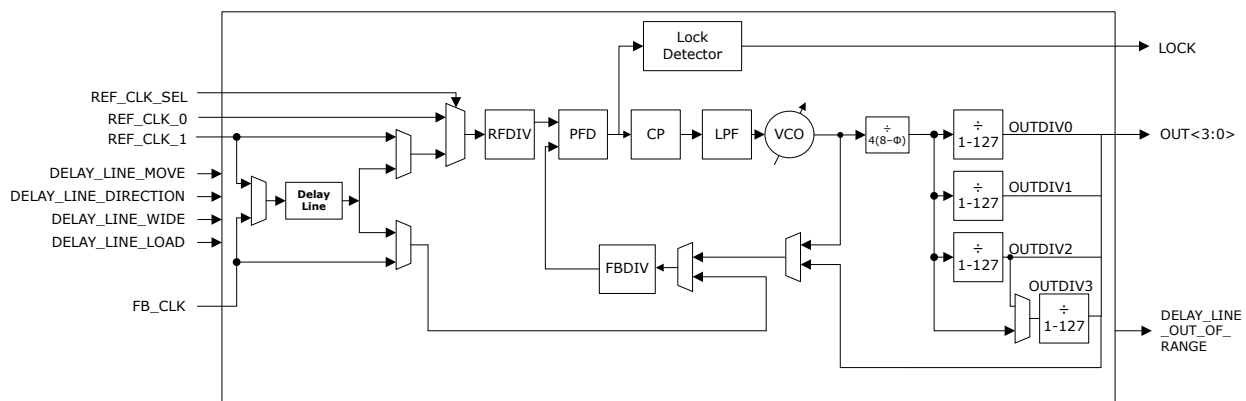 Lock
Detector
LOCK
REF_CLK_SEL
REF_CLK_0
REF_CLK_1
RFDIV
PFD
CP
LPF
VCO
÷
4(8-Φ)
÷
1-127
OUTDIV0
OUT<3:0>
DELAY_LINE_MOVE
DELAY_LINE_DIRECTION
DELAY_LINE_WIDE
DELAY_LINE_LOAD
Delay
Line
÷
1-127
OUTDIV1
÷
1-127
OUTDIV2
FBDIV
OUTDIV3
÷
1-127
FB_CLK
DELAY_LINE
_OUT_OF_
RANGE